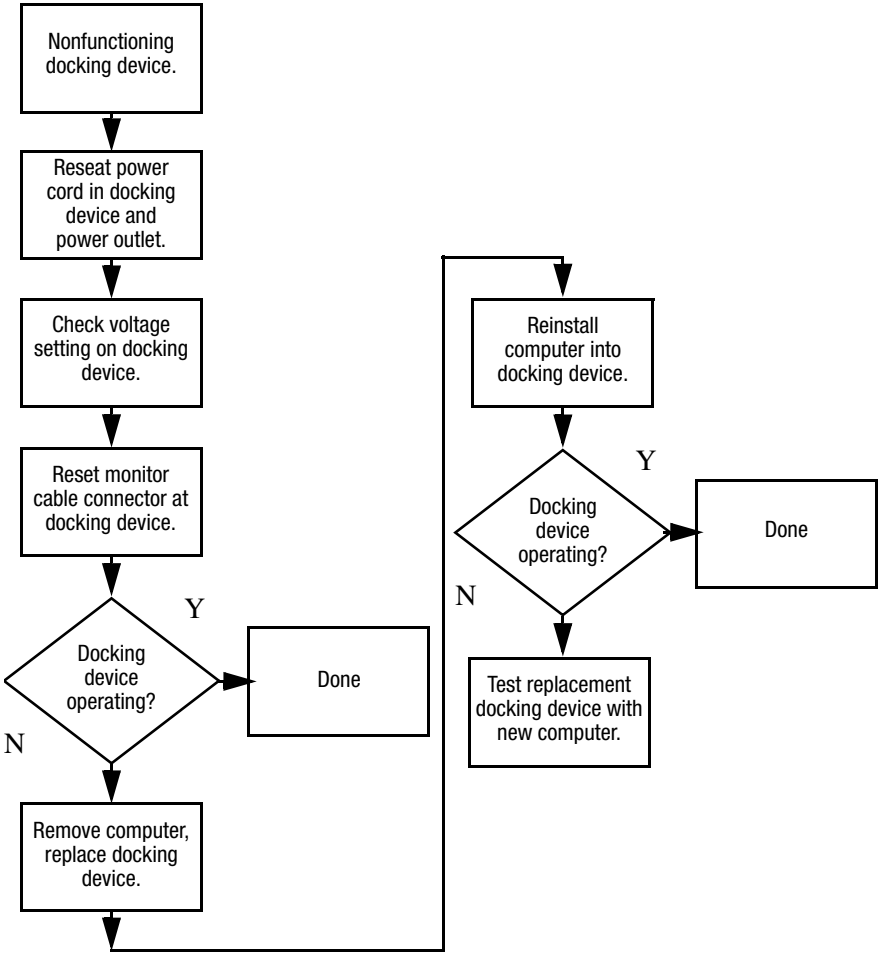 Nonfunctioning
docking device.
Reseat power
cord in docking
device and
power outlet.
Check voltage
setting on docking
device.
Reset monitor
cable connector at
docking device.
Docking
device
operating?
Y
N
Done
Remove computer,
replace docking
device.
Reinstall
computer into
docking device.
Docking
device
operating?
Y
N
Done
Test replacement
docking device with
new computer.